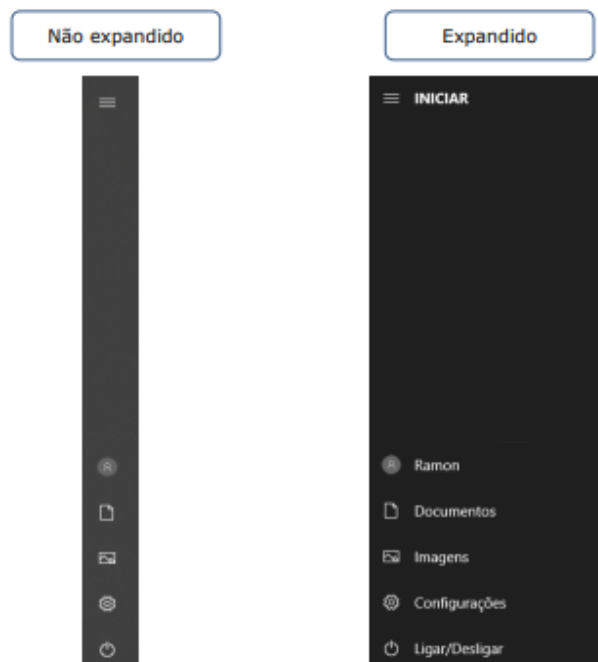 Não expandido
Expandido
INICIAR
Ramon
Documentos
Imagens
Configurações
Ligar/Desligar